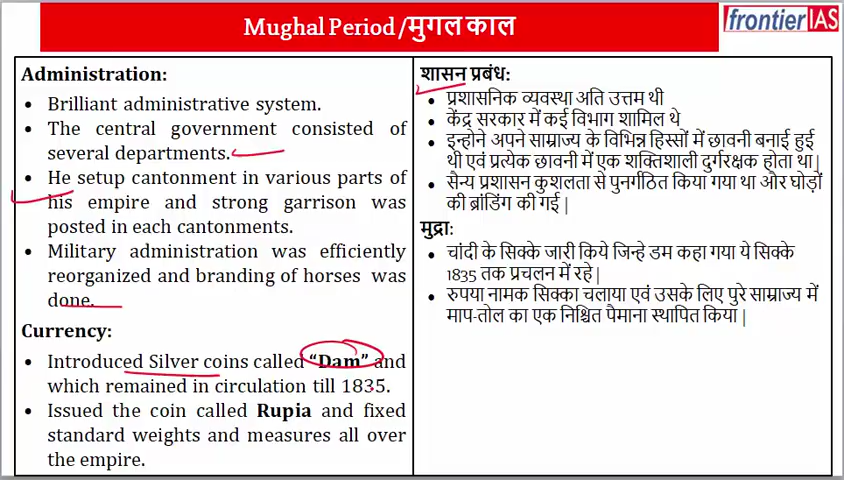 Mughal Period/मुगल काल
frontierIAS
Administration:
• Brilliant administrative system.
• The central government consisted of
several departments.
• He setup cantonment in various parts of
his empire and strong garrison was
posted in each cantonments.
• Military administration was efficiently
reorganized and branding of horses was
done.
Currency:
• Introduced Silver coins called “Dam” and
which remained in circulation till 1835.
• Issued the coin called Rupia and fixed
standard weights and measures all over
the empire.
शासन प्रबंध:
• प्रशासनिक व्यवस्था अति उत्तम थी
• केंद्र सरकार में कई विभाग शामिल थे
• इन्होने अपने साम्राज्य के विभिन्न हिस्सों में छावनी बनाई हुई
थी एवं प्रत्येक छावनी में एक शक्तिशाली दुर्गरक्षक होता था|
• सैन्य प्रशासन कुशलता से पुनर्गठित किया गया था और घोड़ों
की ब्रांडिंग की गई |
मुद्रा:
• चांदी के सिक्के जारी किये जिन्हे डम कहा गया ये सिक्के
1835 तक प्रचलन में रहे|
• रुपया नामक सिक्का चलाया एवं उसके लिए पुरे साम्राज्य में
माप-तोल का एक निश्चित पैमाना स्थापित किया |